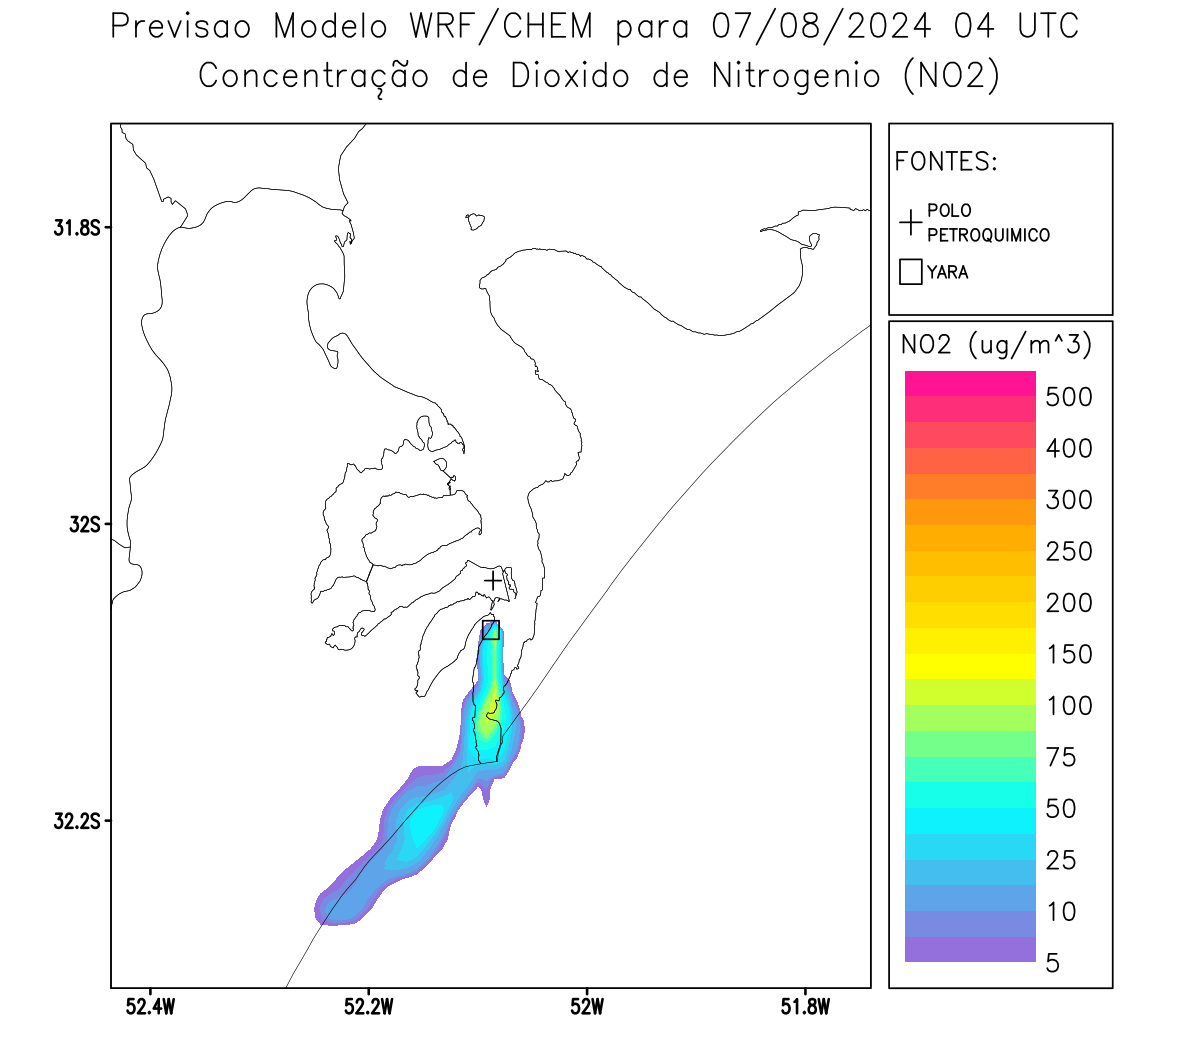 Previsao Modelo WRF/CHEM para 07/08/2024 04 UTC
Concentração de Dioxido de Nitrogenio (NO2)
FONTES:
POLO
PETROQUIMICO
YARA
NO2 (ug/m^3)
500
400
300
250
200
150
100
75
50
25
10
5
31.8S
32S
32.2S
52.4W
52.2W
52W
51.8W